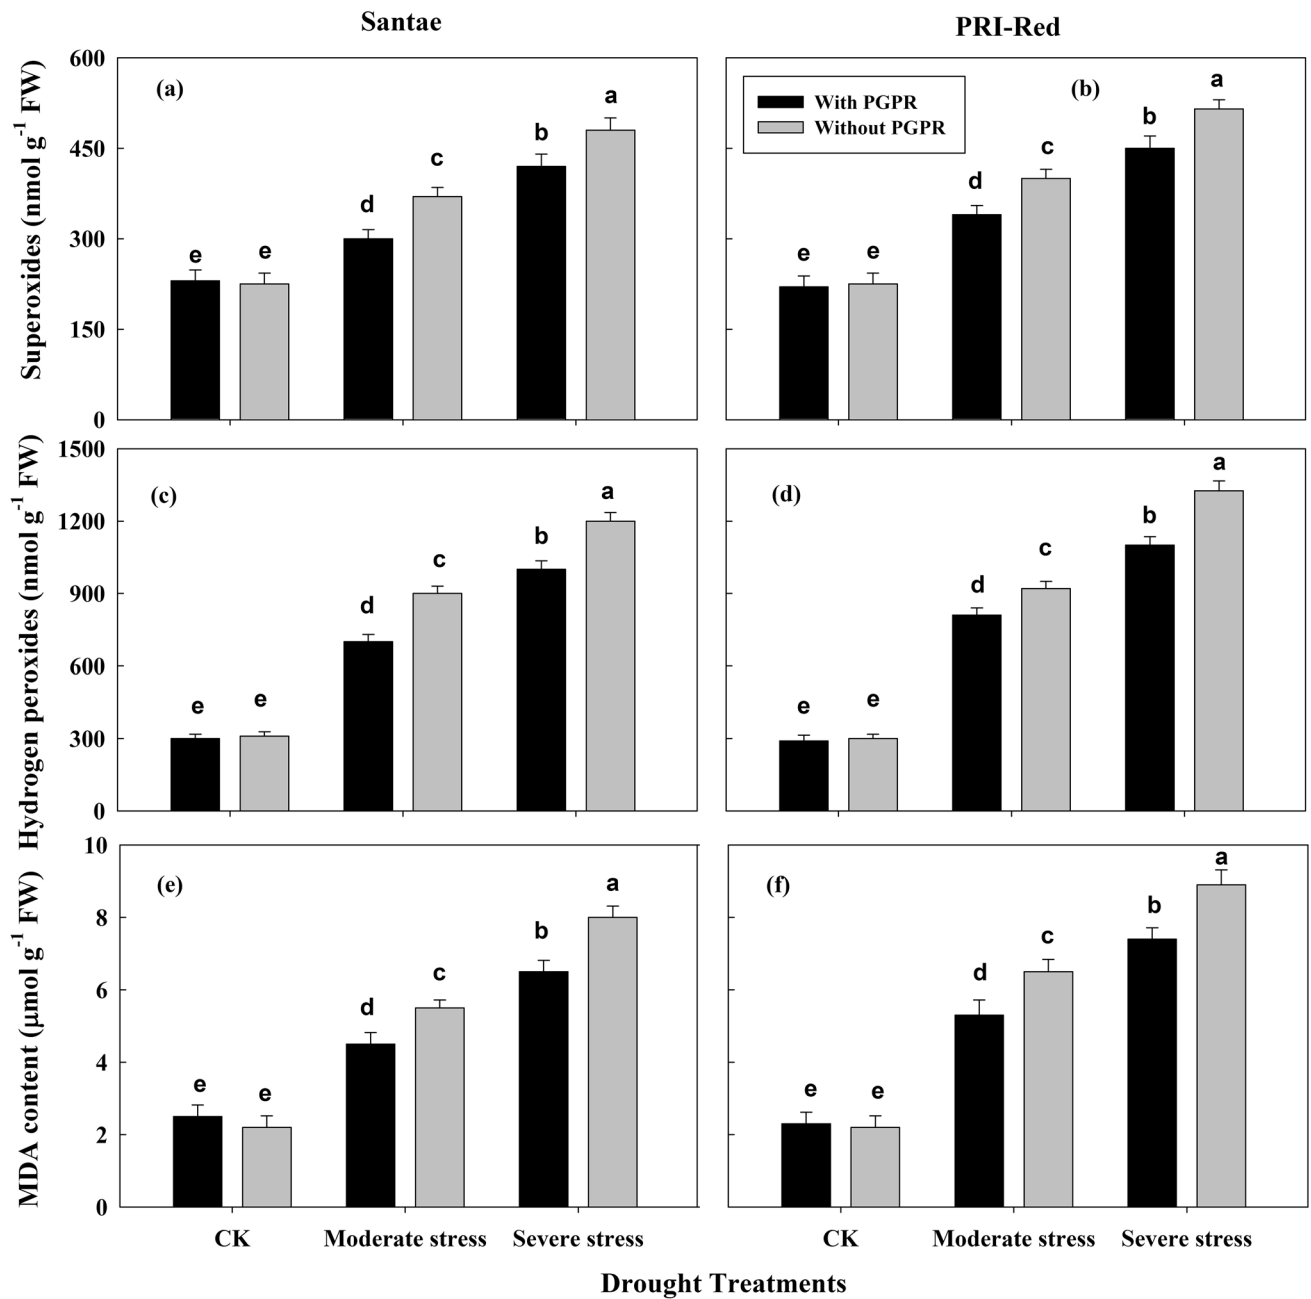 Santae
PRI-Red
Superoxides (nmol g⁻¹ FW)
600
450
300
150
0
(a)
e
e
d
c
b
a
With PGPR
Without PGPR
(b)
e
e
d
c
b
a
Hydrogen peroxides (nmol g⁻¹ FW)
1500
1200
900
600
300
0
(c)
e
e
d
c
b
a
(d)
e
e
d
c
b
a
MDA content (µmol g⁻¹ FW)
10
8
6
4
2
0
(e)
e
e
d
c
b
a
(f)
e
e
d
c
b
a
CK Moderate stress Severe stress
CK Moderate stress Severe stress
Drought Treatments